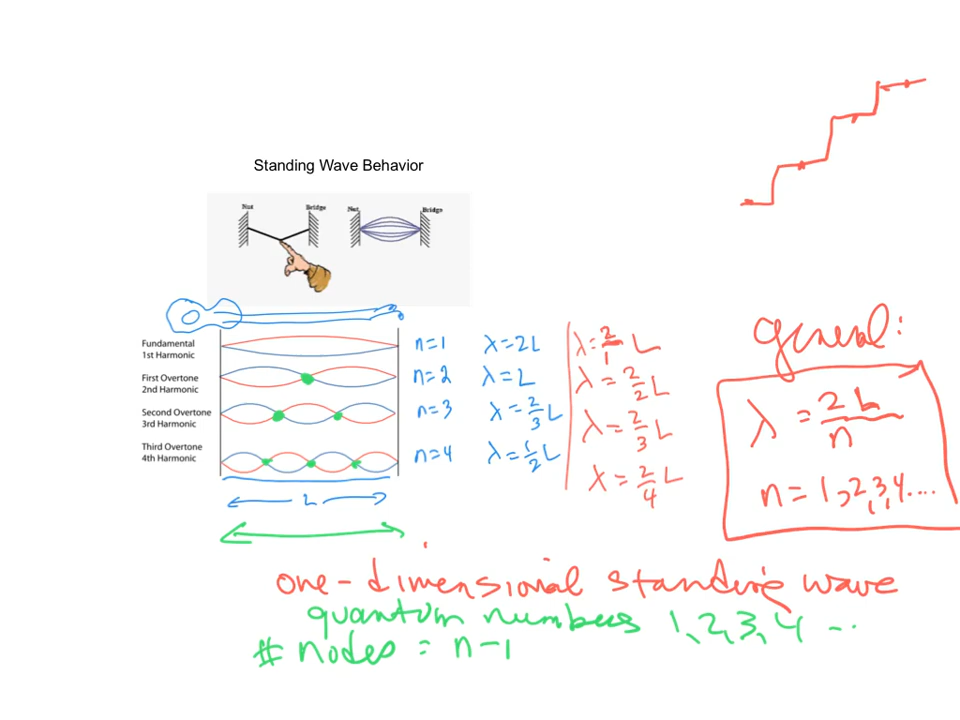 Standing Wave Behavior
Nut Bridge Nut Bridge
general:
Fundamental
1st Harmonic
n=1 λ=2L λ=2/1 L
First Overtone
2nd Harmonic
n=2 λ=L λ=2/2 L
Second Overtone
3rd Harmonic
n=3 λ=2/3 L λ=2/3 L
Third Overtone
4th Harmonic
n=4 λ=1/2 L λ=2/4 L
λ=2L/n
n=1,2,3,4....
L
one-dimensional standing wave
quantum numbers 1,2,3,4 ...
# nodes = n-1